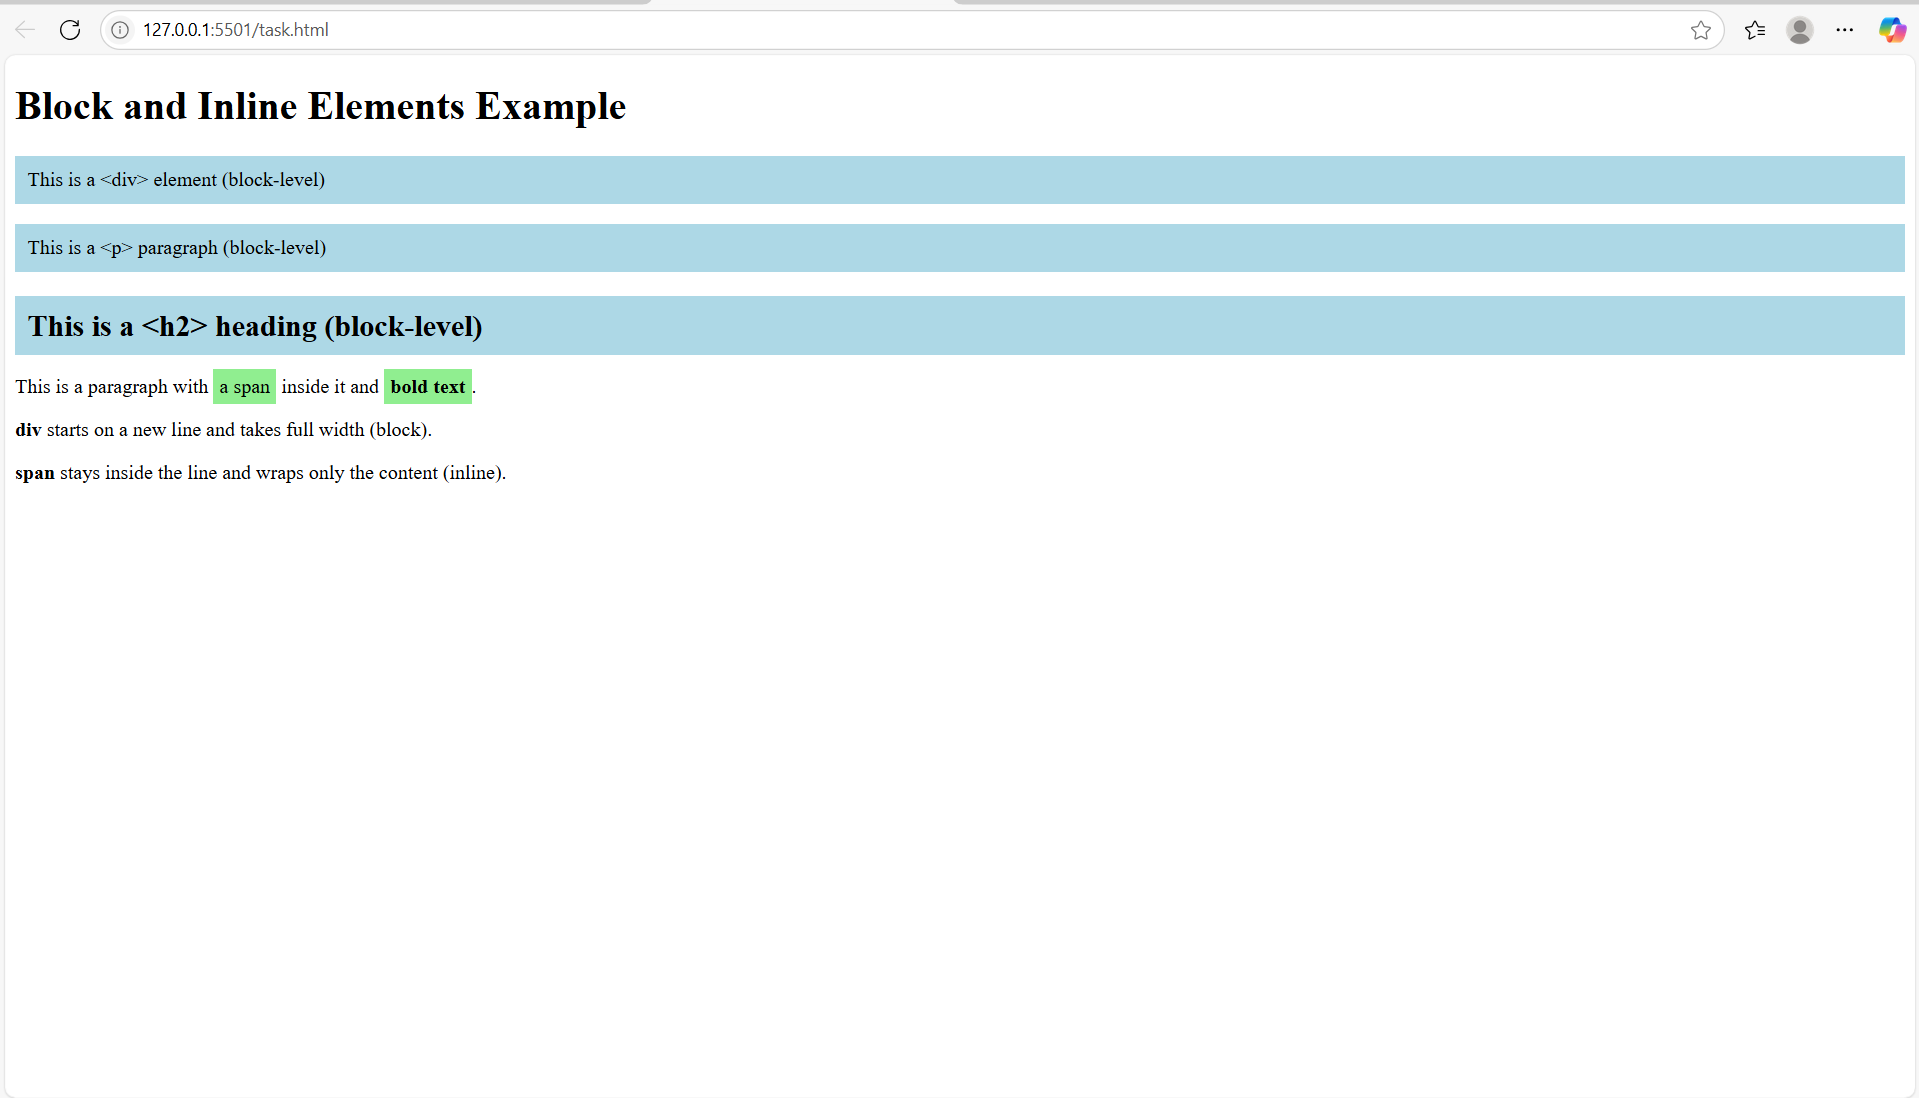 127.0.0.1:5501/task.html
Block and Inline Elements Example
This is a <div> element (block-level)
This is a <p> paragraph (block-level)
This is a <h2> heading (block-level)
This is a paragraph with a span inside it and bold text.
div starts on a new line and takes full width (block).
span stays inside the line and wraps only the content (inline).